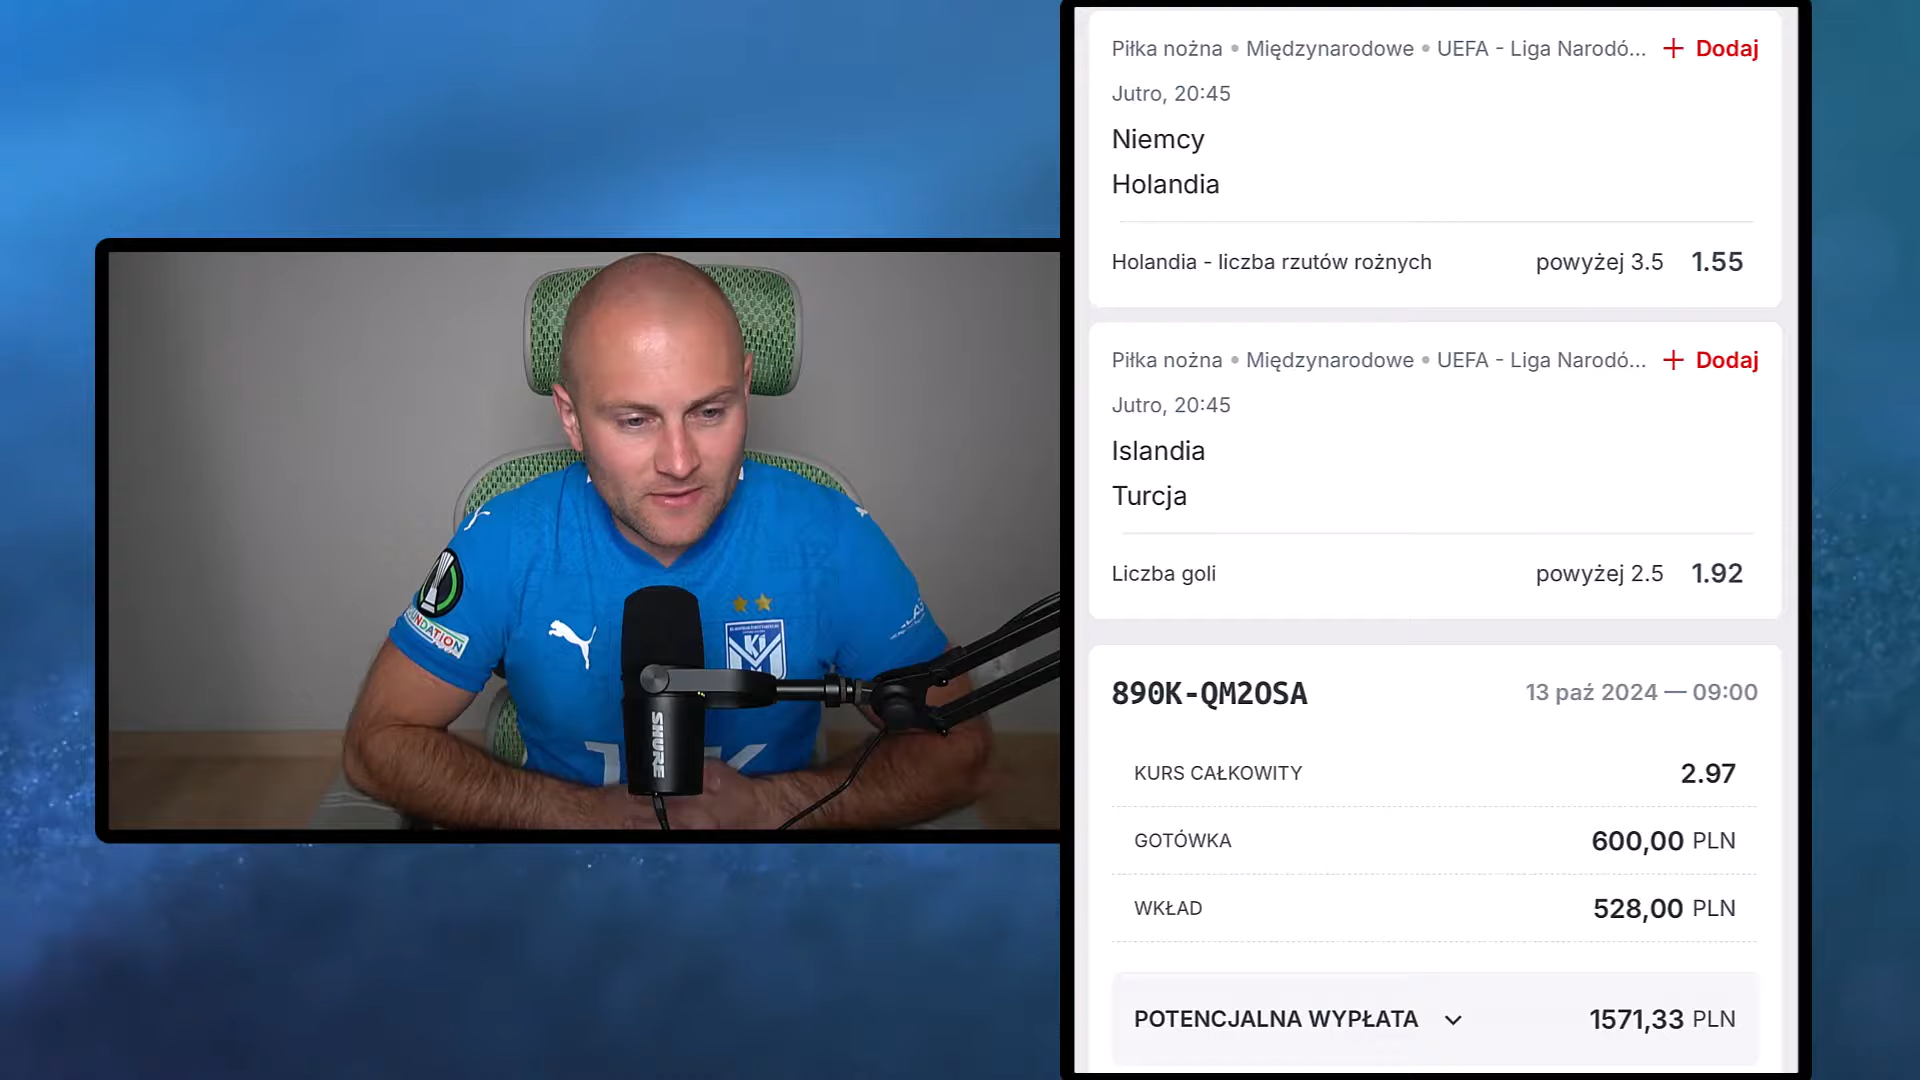 Piłka nożna • Międzynarodowe • UEFA - Liga Narodó... + Dodaj
Jutro, 20:45
Niemcy
Holandia
Holandia - liczba rzutów rożnych powyżej 3.5 1.55
Piłka nożna • Międzynarodowe • UEFA - Liga Narodó... + Dodaj
Jutro, 20:45
Islandia
Turcja
Liczba goli powyżej 2.5 1.92
890K-QM2OSA 13 paź 2024 — 09:00
KURS CAŁKOWITY 2.97
GOTÓWKA 600,00 PLN
WKŁAD 528,00 PLN
POTENCJALNA WYPŁATA 1571,33 PLN
KÍ
SHURE